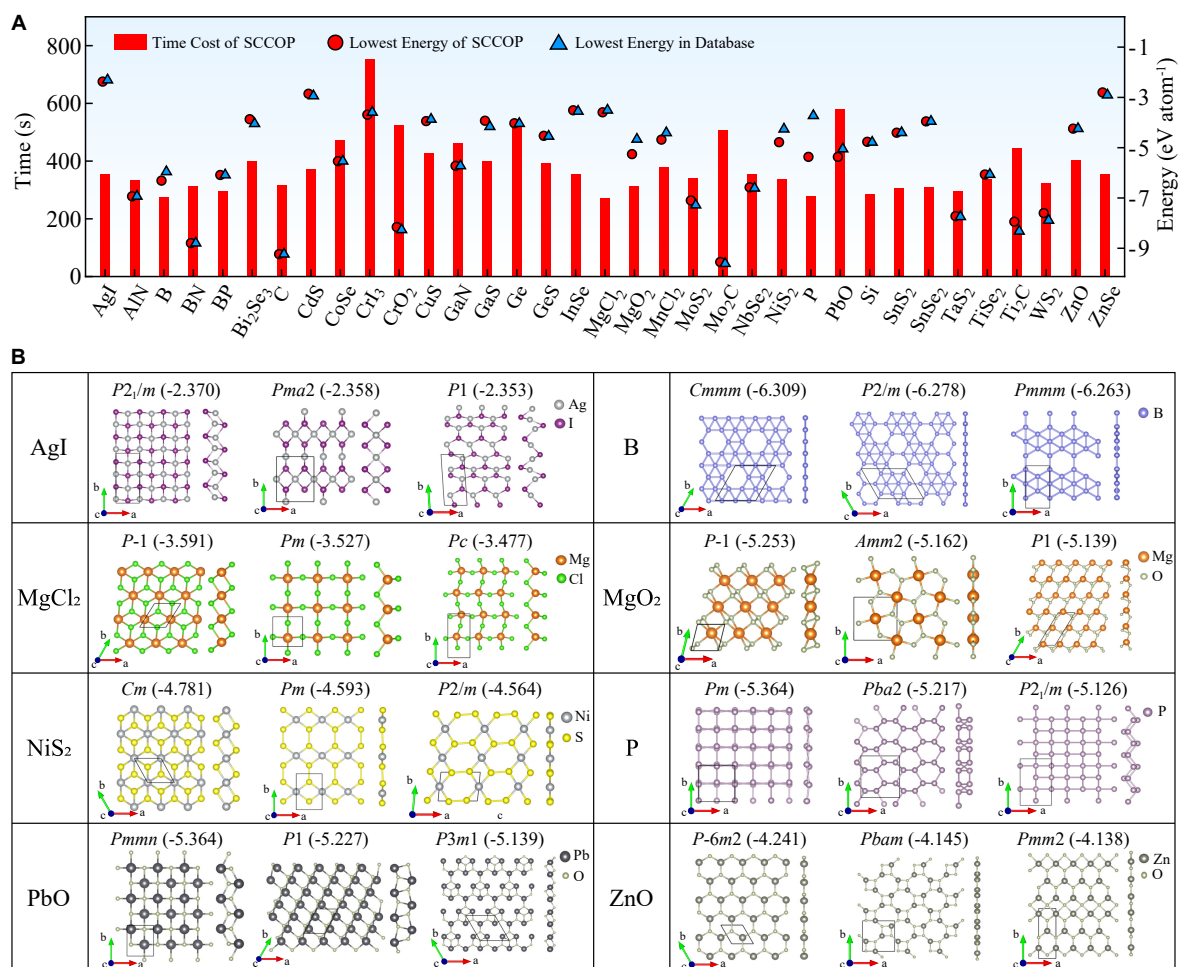 A
Time Cost of SCCOP
Lowest Energy of SCCOP
Lowest Energy in Database
Time (s)
800
600
400
200
0
-1
-3
-5
-7
-9
Energy (eV atom⁻¹)
AgI
AlN
B
BN
BP
Bi₂Se₃
C
CdS
CoSe
CrI₃
CrO₂
CuS
GaN
GaS
Ge
GeS
InSe
MgCl₂
MgO₂
MnCl₂
MoS₂
Mo₂C
NbSe₂
NiS₂
P
PbO
Si
SnS₂
SnSe₂
TaS₂
TiSe₂
Ti₂C
WS₂
ZnO
ZnSe
B
AgI
P2₁/m (-2.370)
Pma2 (-2.358)
P1 (-2.353)
Ag
I
b
c
a
b
c
a
b
c
a
B
Cmmm (-6.309)
P2/m (-6.278)
Pmmm (-6.263)
B
b
c
a
b
c
a
b
c
a
MgCl₂
P-1 (-3.591)
Pm (-3.527)
Pc (-3.477)
Mg
Cl
b
c
a
b
c
a
b
c
a
MgO₂
P-1 (-5.253)
Amm2 (-5.162)
P1 (-5.139)
Mg
O
b
c
a
b
c
a
b
c
a
NiS₂
Cm (-4.781)
Pm (-4.593)
P2/m (-4.564)
Ni
S
b
c
a
b
c
a
b
a
c
P
Pm (-5.364)
Pba2 (-5.217)
P2₁/m (-5.126)
P
b
c
a
b
c
a
b
c
a
PbO
Pmmn (-5.364)
P1 (-5.227)
P3m1 (-5.139)
Pb
O
b
c
a
b
c
a
b
c
a
ZnO
P-6m2 (-4.241)
Pbam (-4.145)
Pmm2 (-4.138)
Zn
O
b
c
a
b
c
a
b
c
a